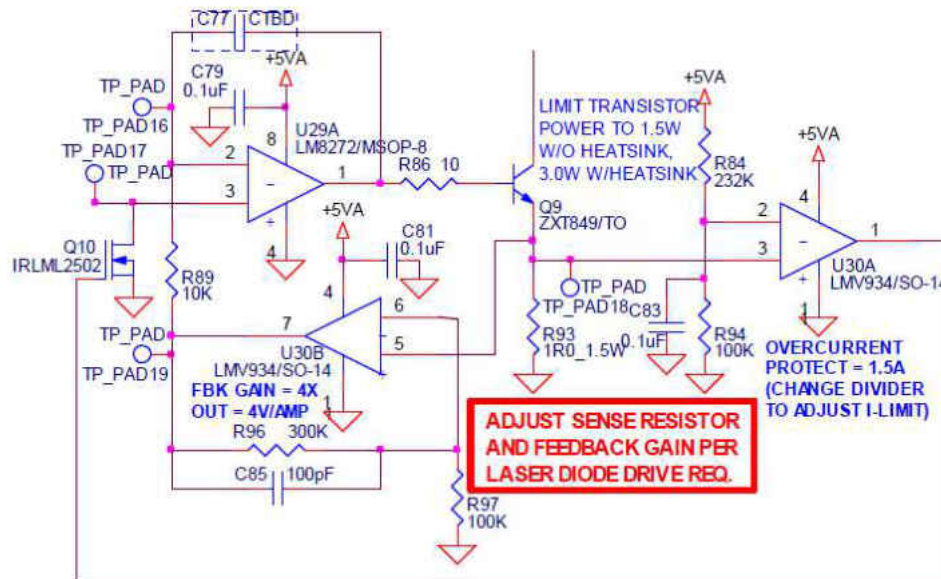 C77 CTBD
+5VA
C79
0.1uF
TP_PAD
TP_PAD16
TP_PAD17
TP_PAD
8
U29A
LM8272/MSOP-8
2
3
1
4
R86 10
LIMIT TRANSISTOR
POWER TO 1.5W
W/O HEATSINK,
3.0W W/HEATSINK
Q9
ZXT849/TO
+5VA
R84
232K
+5VA
4
2
3
1
U30A
LMV934/SO-14
1
Q10
IRLML2502
R89
10K
+5VA
C81
0.1uF
4
6
5
7
U30B
LMV934/SO-14
1
TP_PAD
TP_PAD19
TP_PAD
TP_PAD18
R93
1R0_1.5W
C83
0.1uF
R94
100K
OVERCURRENT
PROTECT = 1.5A
(CHANGE DIVIDER
TO ADJUST I-LIMIT)
FBK GAIN = 4X
OUT = 4V/AMP
R96 300K
C85 100pF
R97
100K
ADJUST SENSE RESISTOR
AND FEEDBACK GAIN PER
LASER DIODE DRIVE REQ.